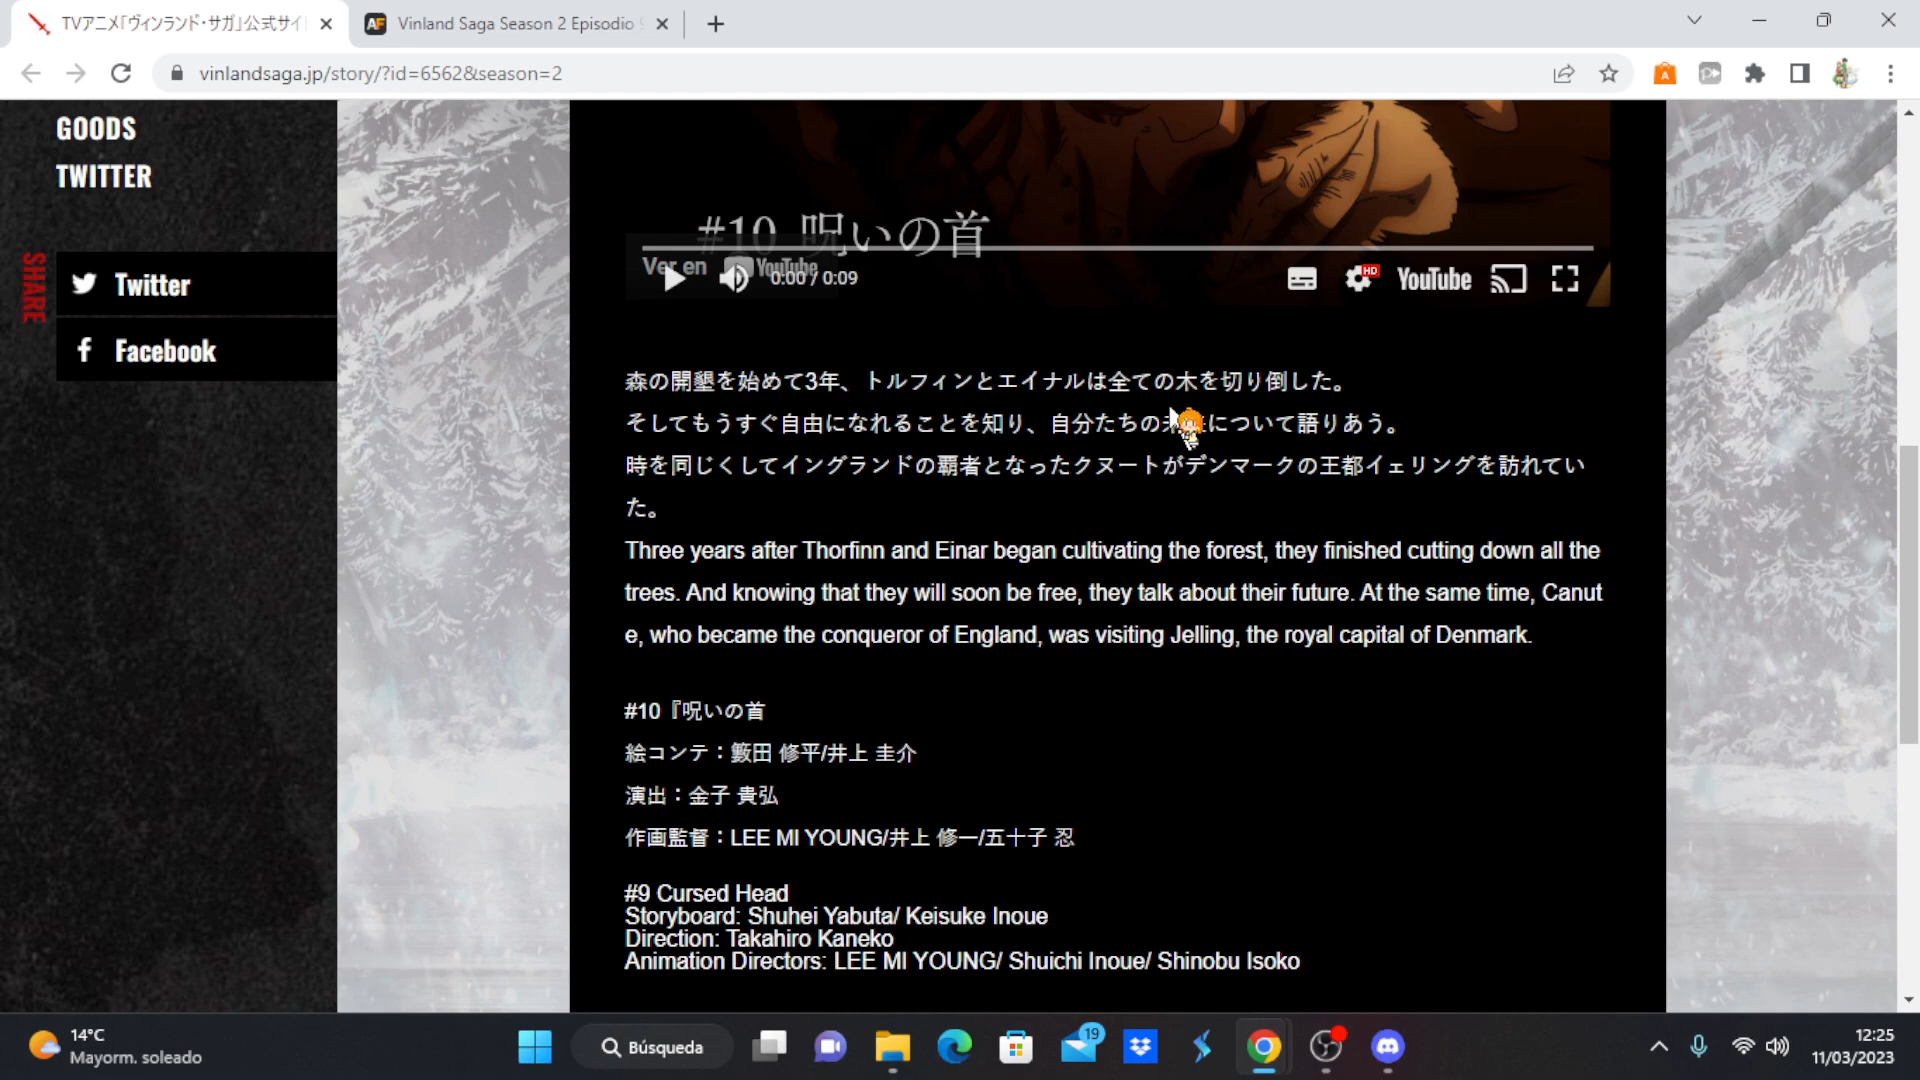 TVアニメ「ヴィンランド・サガ」公式サイ
Vinland Saga Season 2 Episodio
vinlandsaga.jp/story/?id=6562&season=2
GOODS
TWITTER
SHARE
Twitter
Facebook
#10 呪いの首
Ver en YouTube
0:00 / 0:09
HD
YouTube
森の開墾を始めて3年、トルフィンとエイナルは全ての木を切り倒した。
そしてもうすぐ自由になれることを知り、自分たちの について語りあう。
時を同じくしてイングランドの覇者となったクヌートがデンマークの王都イェリングを訪れてい
た。
Three years after Thorfinn and Einar began cultivating the forest, they finished cutting down all the
trees. And knowing that they will soon be free, they talk about their future. At the same time, Canut
e, who became the conqueror of England, was visiting Jelling, the royal capital of Denmark.
#10『呪いの首
絵コンテ：籔田 修平/井上 圭介
演出：金子 貴弘
作画監督：LEE MI YOUNG/井上 修一/五十子 忍
#9 Cursed Head
Storyboard: Shuhei Yabuta/ Keisuke Inoue
Direction: Takahiro Kaneko
Animation Directors: LEE MI YOUNG/ Shuichi Inoue/ Shinobu Isoko
14°C
Mayorm. soleado
Búsqueda
19
12:25
11/03/2023